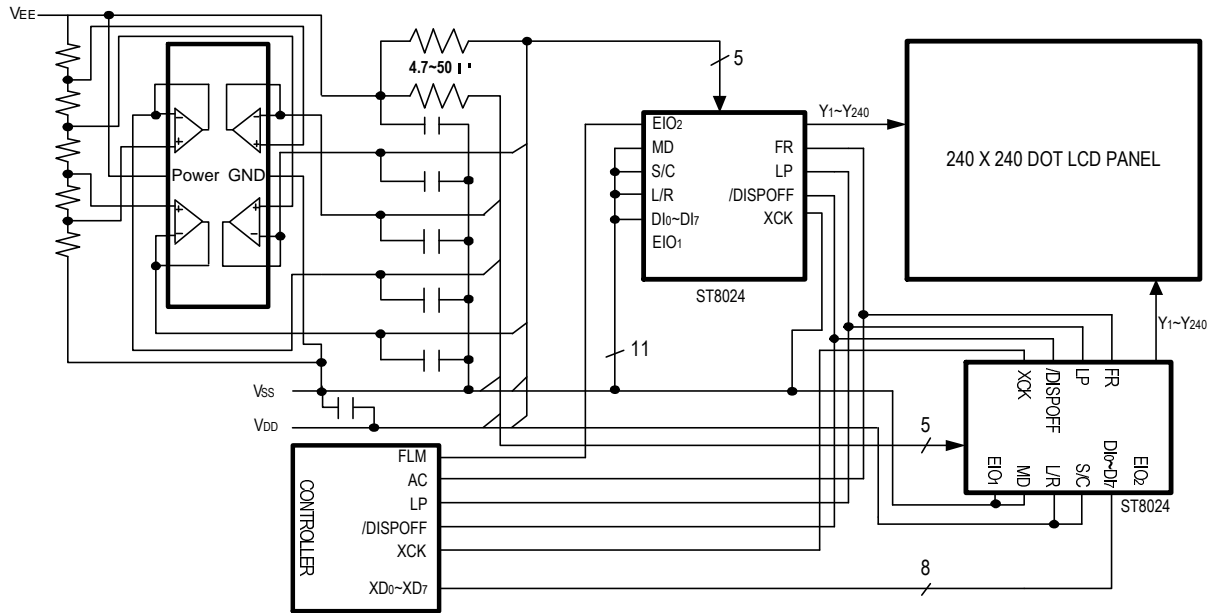 VEE
4.7~50
5
Power GND
EIO2
MD
S/C
L/R
DI0~DI7
EIO1
FR
LP
/DISPOFF
XCK
ST8024
Y1~Y240
240 X 240 DOT LCD PANEL
Y1~Y240
11
VSS
VDD
5
XCK
/DISPOFF
LP
FR
EIO1
MD
L/R
S/C
DI0~DI7
EIO2
ST8024
CONTROLLER
FLM
AC
LP
/DISPOFF
XCK
XD0~XD7
8